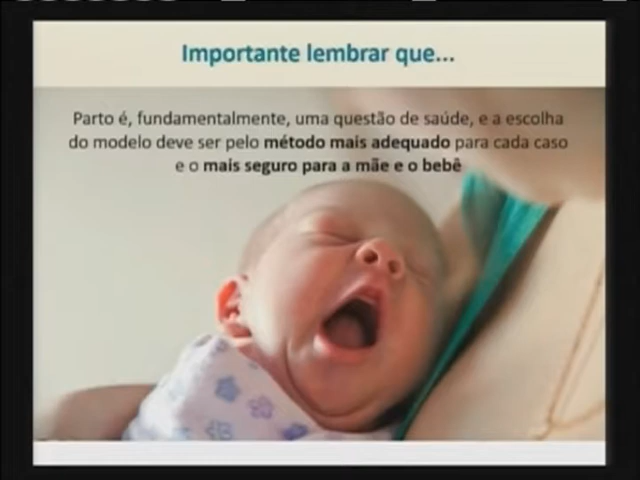 Importante lembrar que...
Parto é, fundamentalmente, uma questão de saúde, e a escolha
do modelo deve ser pelo método mais adequado para cada caso
e o mais seguro para a mãe e o bebê